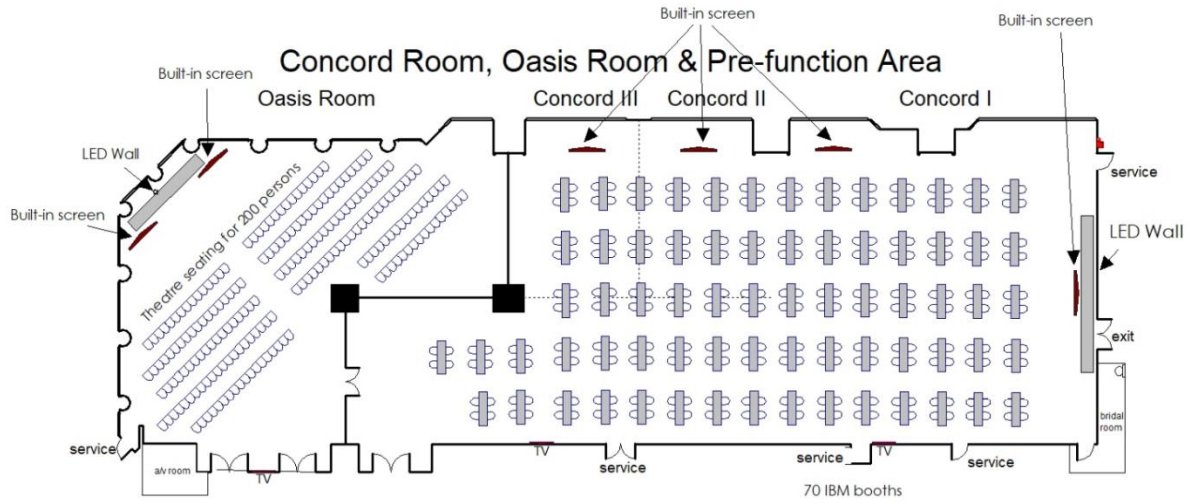 Built-in screen
Built-in screen
Concord Room, Oasis Room & Pre-function Area
Built-in screen
Oasis Room
Concord III
Concord II
Concord I
LED Wall
service
Built-in screen
Theatre seating for 200 persons
LED Wall
exit
bridal
room
service
a/v room
TV
TV
service
service
TV
service
service
70 IBM booths